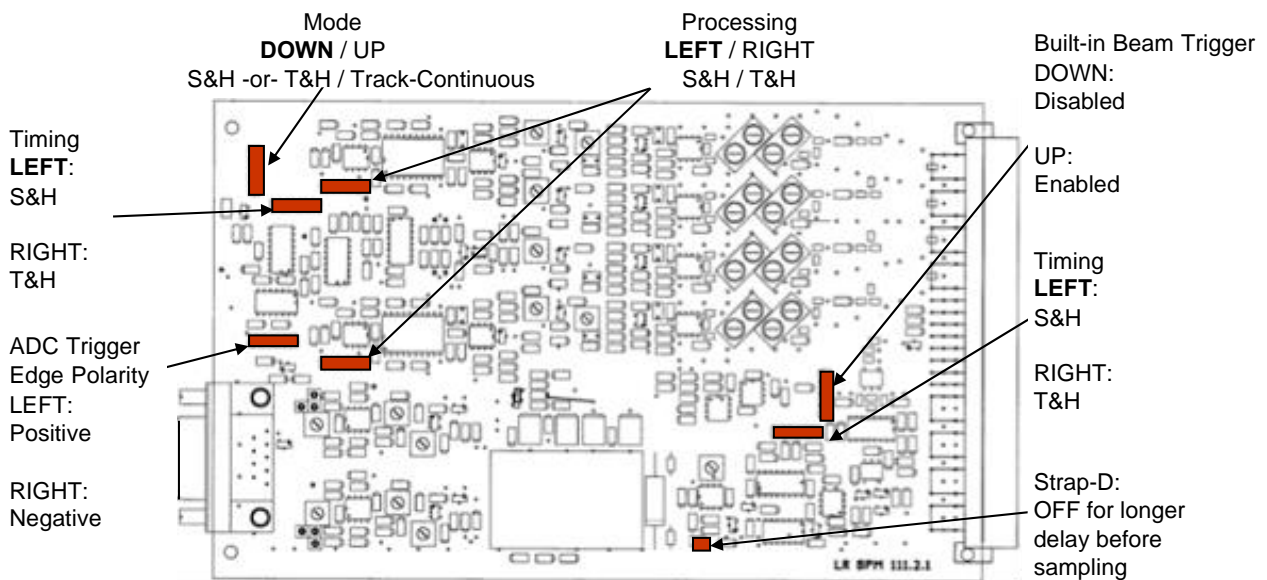 Mode
DOWN / UP
S&H -or- T&H / Track-Continuous
Processing
LEFT / RIGHT
S&H / T&H
Built-in Beam Trigger
DOWN:
Disabled
UP:
Enabled
Timing
LEFT:
S&H
RIGHT:
T&H
Timing
LEFT:
S&H
RIGHT:
T&H
ADC Trigger
Edge Polarity
LEFT:
Positive
RIGHT:
Negative
Strap-D:
OFF for longer
delay before
sampling
LR BPM 111.2.1